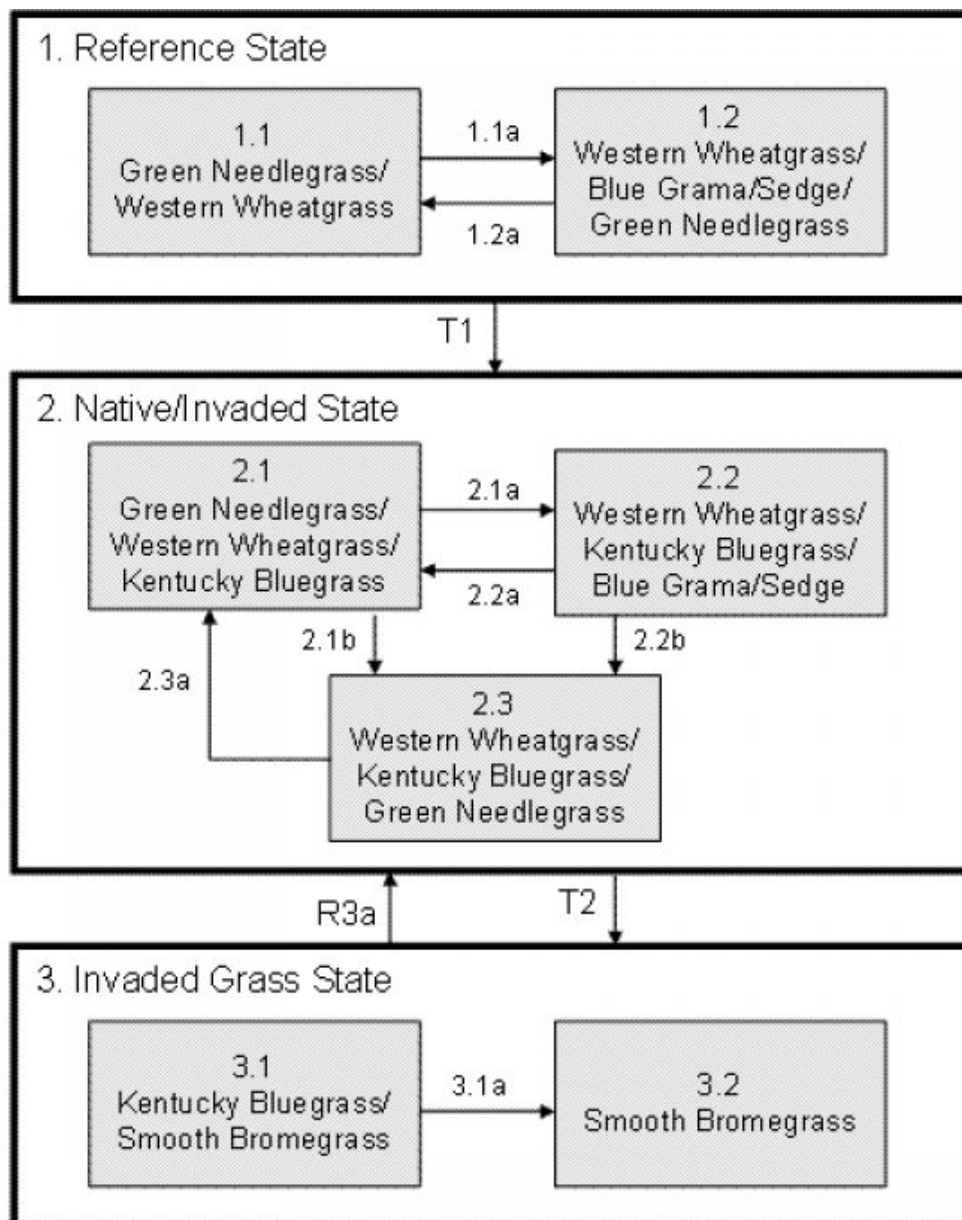 1. Reference State
1.1
Green Needlegrass/
Western Wheatgrass
1.1a
1.2a
1.2
Western Wheatgrass/
Blue Grama/Sedge/
Green Needlegrass
T1
2. Native/Invaded State
2.1
Green Needlegrass/
Western Wheatgrass/
Kentucky Bluegrass
2.1a
2.2a
2.2
Western Wheatgrass/
Kentucky Bluegrass/
Blue Grama/Sedge
2.3a
2.1b
2.2b
2.3
Western Wheatgrass/
Kentucky Bluegrass/
Green Needlegrass
R3a
T2
3. Invaded Grass State
3.1
Kentucky Bluegrass/
Smooth Bromegrass
3.1a
3.2
Smooth Bromegrass